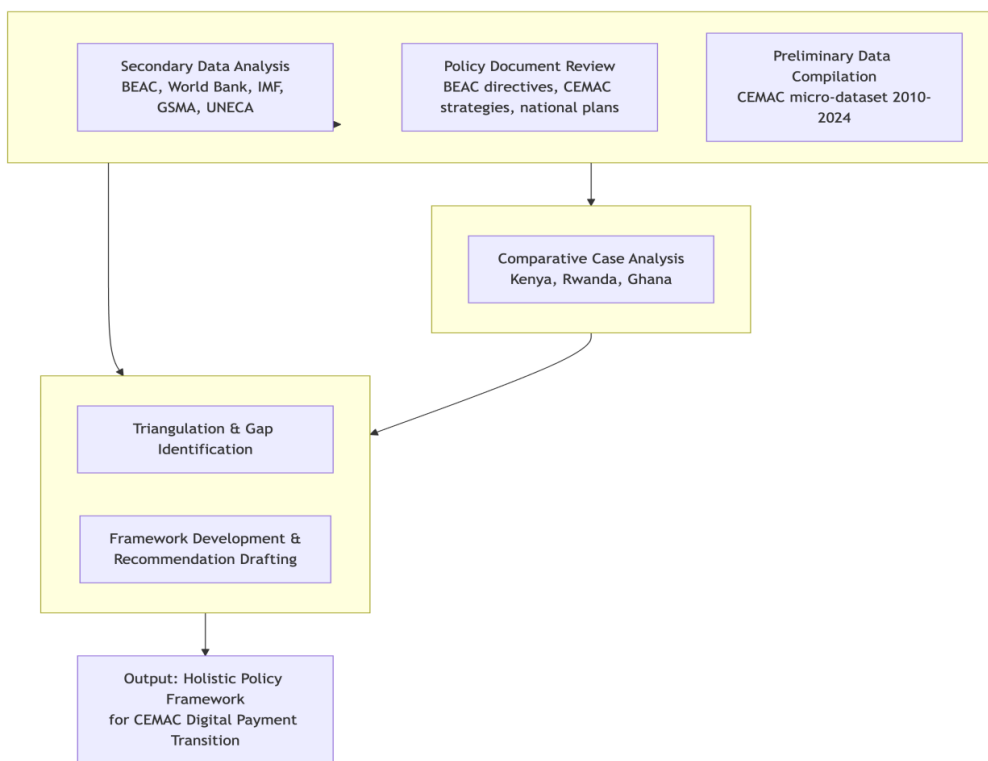 Secondary Data Analysis
BEAC, World Bank, IMF,
GSMA, UNECA
Policy Document Review
BEAC directives, CEMAC
strategies, national plans
Preliminary Data
Compilation
CEMAC micro-dataset 2010-
2024
Comparative Case Analysis
Kenya, Rwanda, Ghana
Triangulation & Gap
Identification
Framework Development &
Recommendation Drafting
Output: Holistic Policy
Framework
for CEMAC Digital Payment
Transition